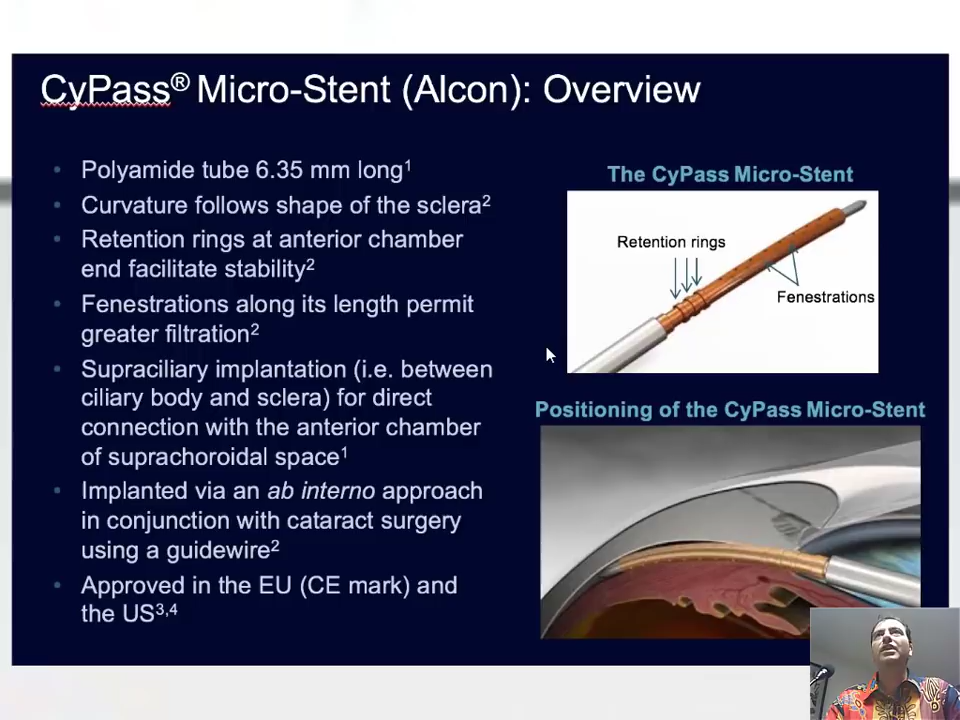 CyPass® Micro-Stent (Alcon): Overview
• Polyamide tube 6.35 mm long¹
• Curvature follows shape of the sclera²
• Retention rings at anterior chamber
end facilitate stability²
• Fenestrations along its length permit
greater filtration²
• Supraciliary implantation (i.e. between
ciliary body and sclera) for direct
connection with the anterior chamber
of suprachoroidal space¹
• Implanted via an ab interno approach
in conjunction with cataract surgery
using a guidewire²
• Approved in the EU (CE mark) and
the US³,⁴
The CyPass Micro-Stent
Retention rings
Fenestrations
Positioning of the CyPass Micro-Stent